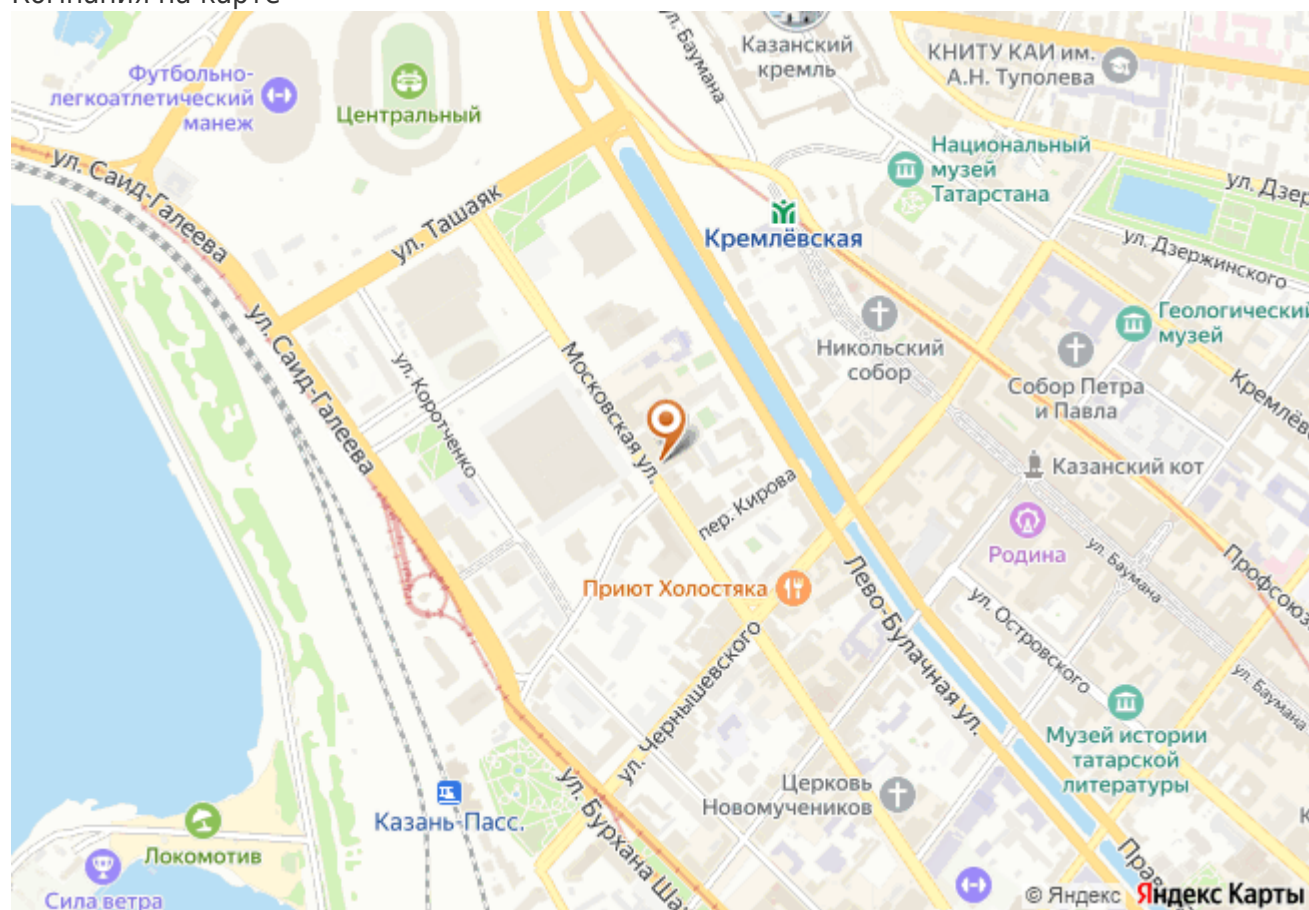 Компания на карте
Казанский
кремль
КНИТУ КАИ им.
А.Н. Туполева
ул. Баумана
Футбольно-
легкоатлетический
манеж
Центральный
Национальный
музей
Татарстана
ул. Саид-Галеева
ул. Ташаяк
Кремлёвская
ул. Дзер
ул. Дзержинского
Геологический
музей
Никольский
собор
Собор Петра
и Павла
Кремлёв
ул. Саид-Галеева
ул. Коротченко
Московская ул.
Казанский кот
пер. Кирова
Родина
ул. Баумана
Профсоюз
Приют Холостяка
Лево-Булачная ул.
ул. Островского
ул. Баумана
ул. Чернышевского
Музей истории
татарской
литературы
Церковь
Новомучеников
Казань-Пасс.
ул. Бурхана Ша
Локомотив
Сила ветра
Прав
К
© Яндекс Яндекс Карты